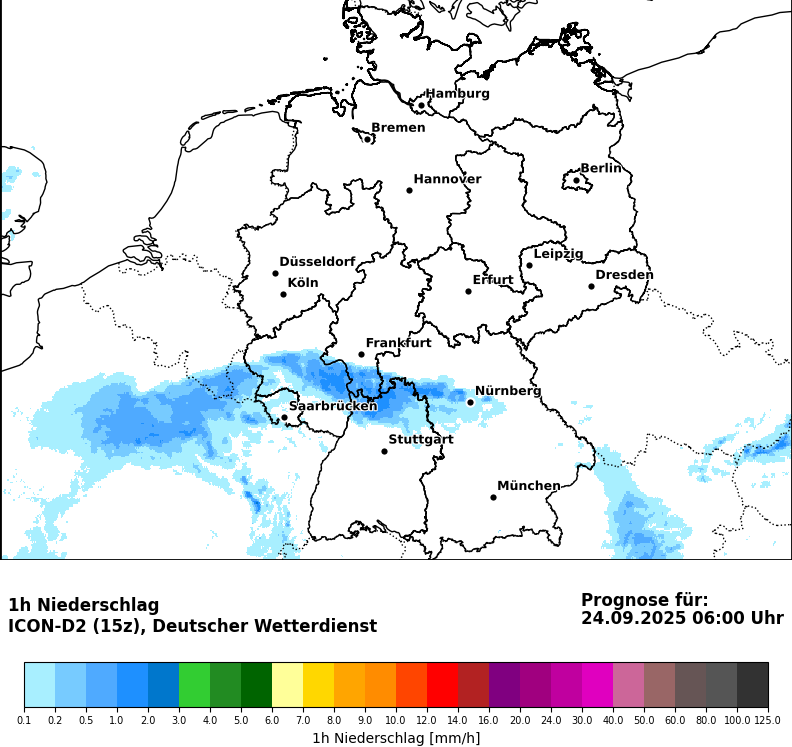 Hamburg
Bremen
Berlin
Hannover
Leipzig
Düsseldorf
Dresden
Erfurt
Köln
Frankfurt
Nürnberg
Saarbrücken
Stuttgart
München
1h Niederschlag
ICON-D2 (15z), Deutscher Wetterdienst
Prognose für:
24.09.2025 06:00 Uhr
0.1 0.2 0.5 1.0 2.0 3.0 4.0 5.0 6.0 7.0 9.0 10.0 12.0 14.0 16.0 20.0 24.0 30.0 40.0 50.0 60.0 80.0 100.0 125.0
1h Niederschlag [mm/h]